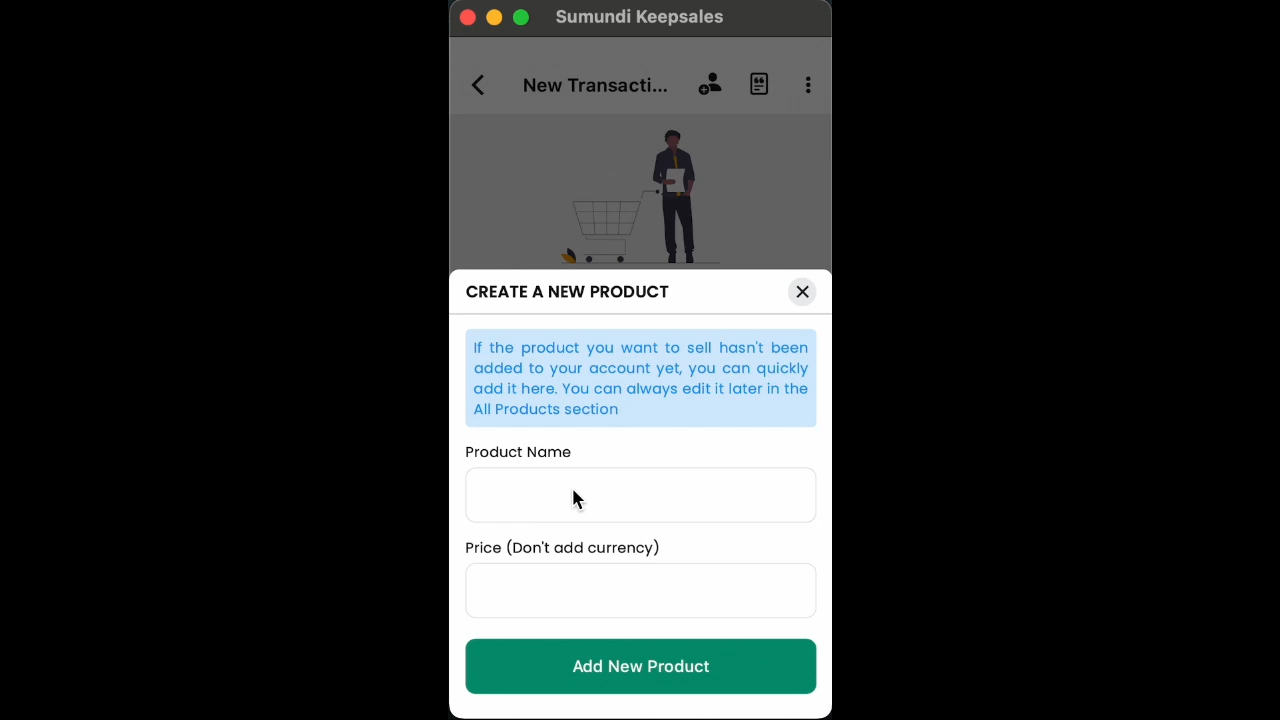 Sumundi Keepsales
New Transacti...
CREATE A NEW PRODUCT
If the product you want to sell hasn't been
added to your account yet, you can quickly
add it here. You can always edit it later in the
All Products section
Product Name
Price (Don't add currency)
Add New Product